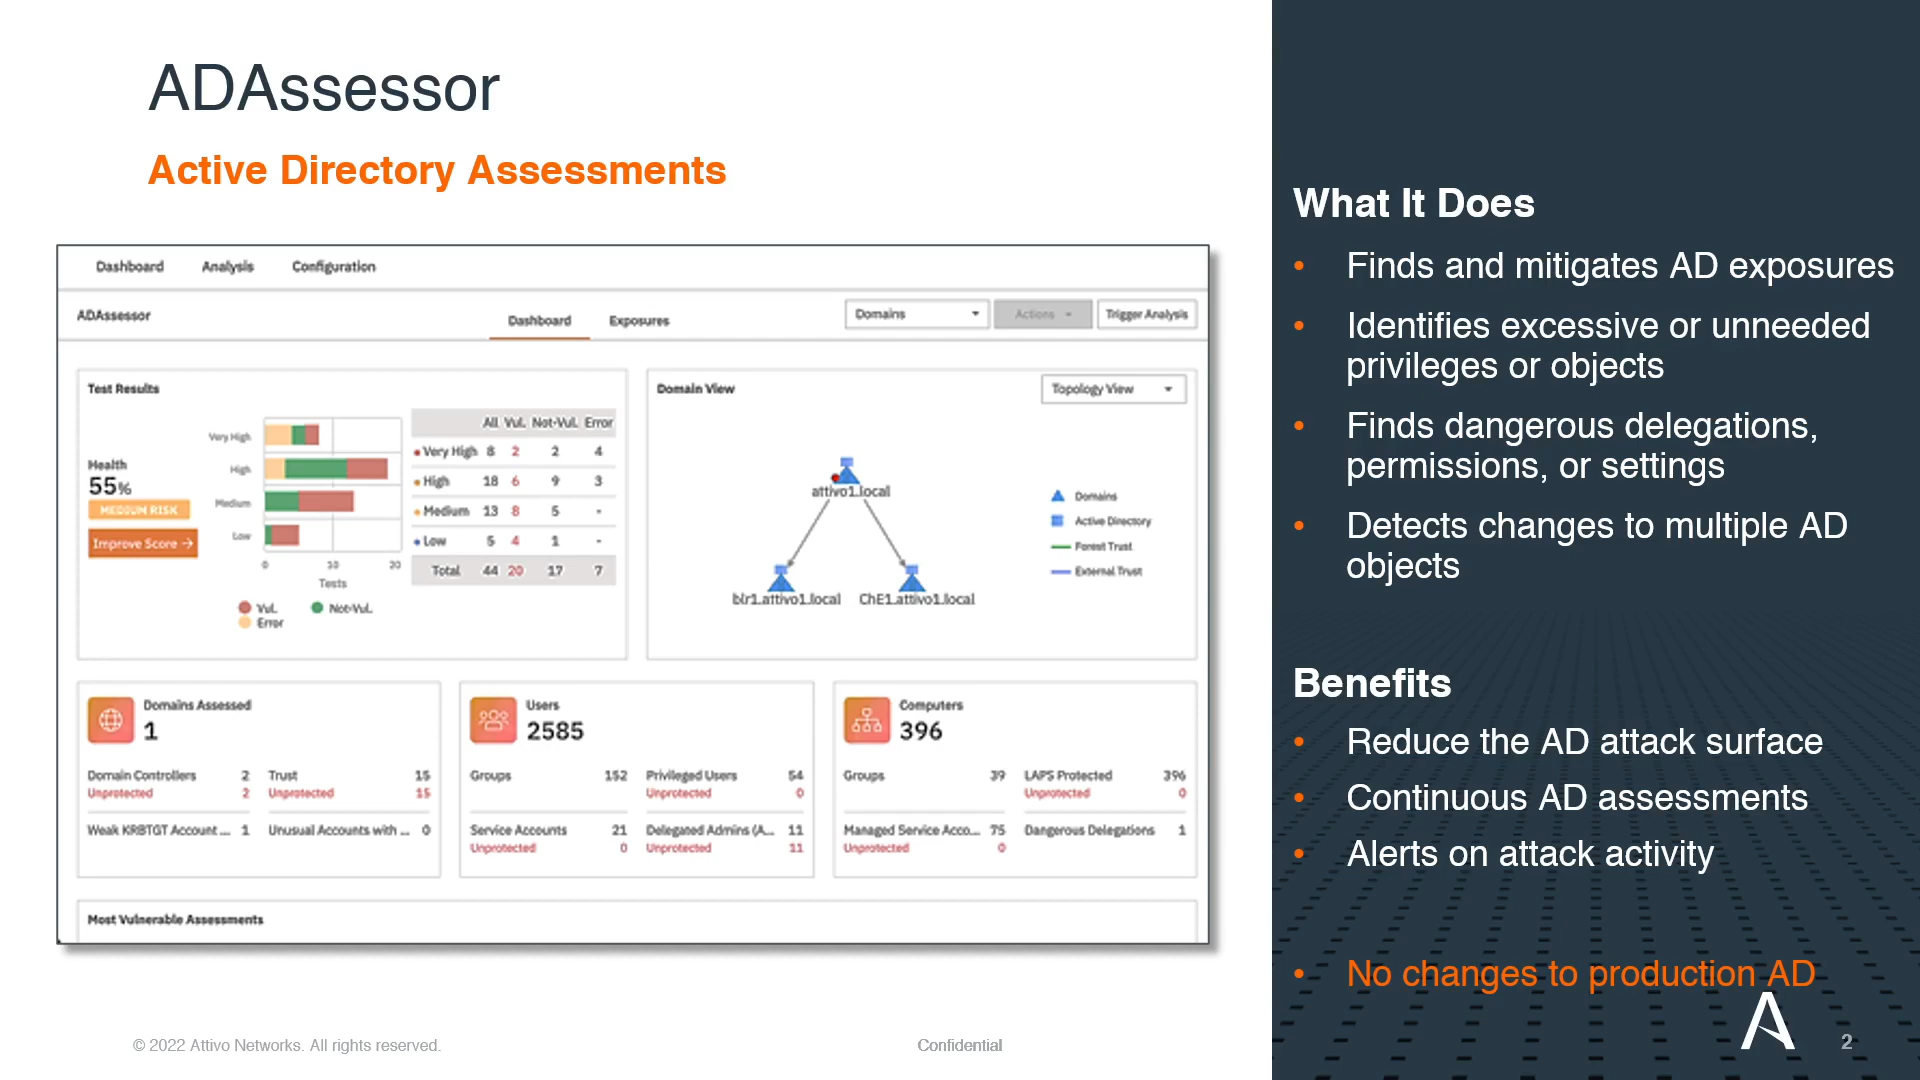 ADAssessor
Active Directory Assessments
Dashboard Analysis Configuration
ADAssessor
Dashboard Exposures
Domains Actions Trigger Analysis
Test Results
Health
55%
MEDIUM RISK
Improve Score →
Very High
High
Medium
Low
0 10 20
Tests
Vul. Not-Vul.
Error
All Vul. Not-Vul. Error
Very High 8 2 2 4
High 18 6 9 3
Medium 13 8 5 -
Low 5 4 1 -
Total 44 20 17 7
Domain View
Topology View
attivo1.local
blr1.attivo1.local ChE1.attivo1.local
Domains
Active Directory
Forest Trust
External Trust
Domains Assessed
1
Domain Controllers 2 Trust 15
Unprotected 2 Unprotected 15
Weak KRBTGT Account ... 1 Unusual Accounts with ... 0
Users
2585
Groups 152 Privileged Users 54
Unprotected 0
Service Accounts 21 Delegated Admins (A... 11
Unprotected 0 Unprotected 11
Computers
396
Groups 39 LAPS Protected 396
Unprotected 0
Managed Service Acco... 75 Dangerous Delegations 1
Unprotected 0
Most Vulnerable Assessments
What It Does
• Finds and mitigates AD exposures
• Identifies excessive or unneeded
privileges or objects
• Finds dangerous delegations,
permissions, or settings
• Detects changes to multiple AD
objects
Benefits
• Reduce the AD attack surface
• Continuous AD assessments
• Alerts on attack activity
• No changes to production AD
© 2022 Attivo Networks. All rights reserved.
Confidential
2